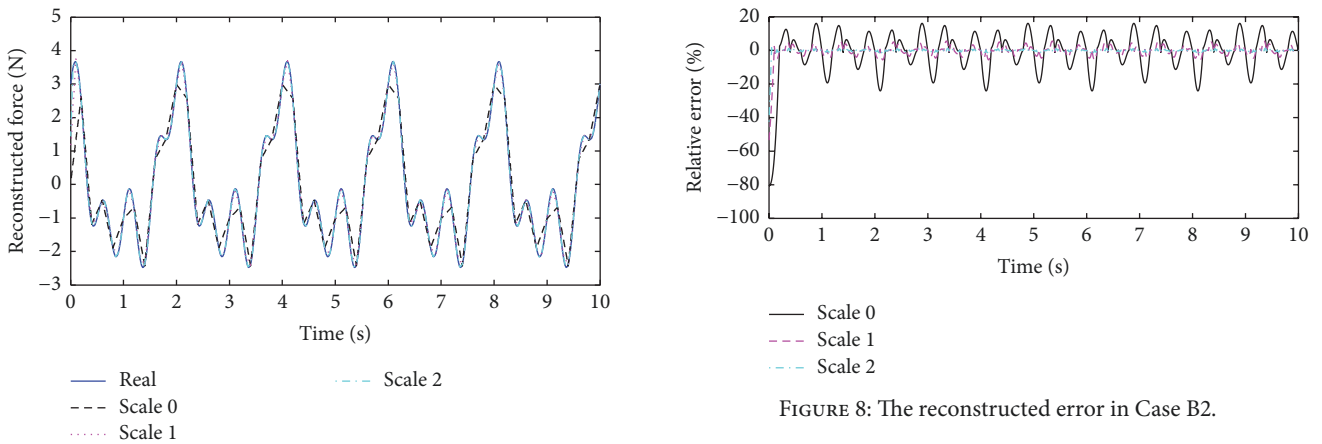 5
4
3
2
1
0
−1
−2
−3
Reconstructed force (N)
0 1 2 3 4 5 6 7 8 9 10
Time (s)
Real
Scale 0
Scale 1
Scale 2
20
0
−20
−40
−60
−80
−100
Relative error (%)
0 1 2 3 4 5 6 7 8 9 10
Time (s)
Scale 0
Scale 1
Scale 2
FIGURE 8: The reconstructed error in Case B2.